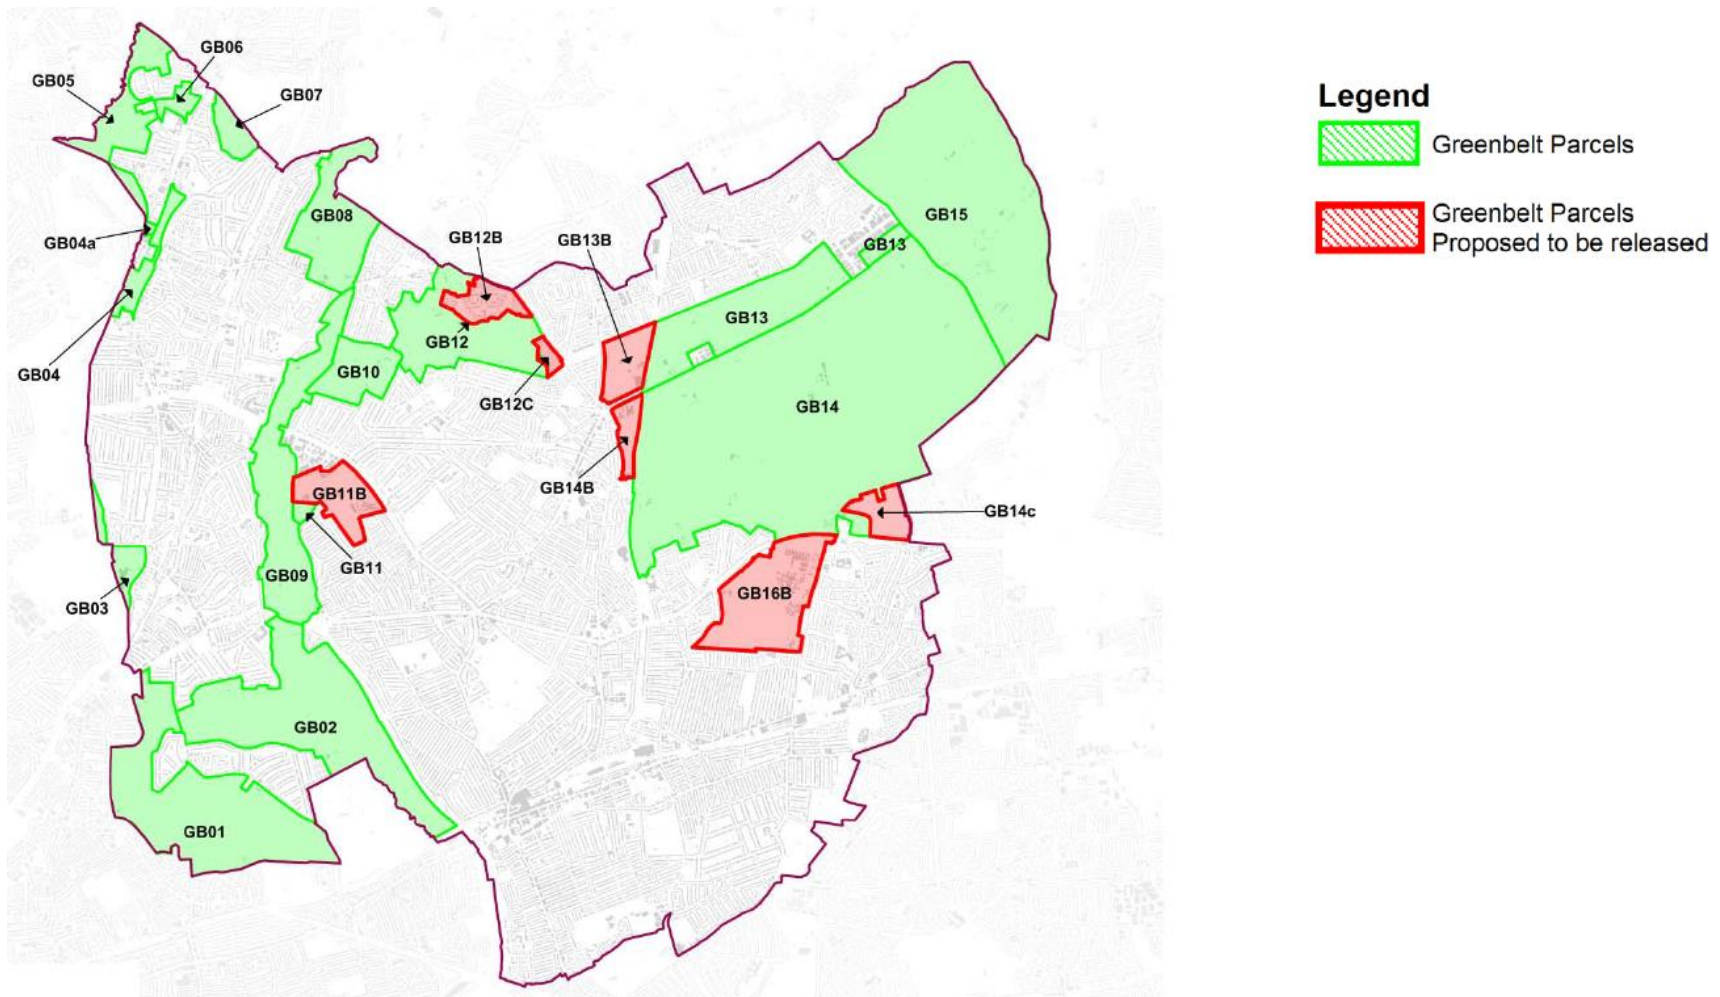 GB06
GB05
GB07
GB08
GB04a
GB12B
GB13B
GB13
GB15
GB04
GB12
GB10
GB12C
GB13
GB14
GB11B
GB14B
GB14c
GB11
GB09
GB03
GB16B
GB02
GB01
Legend
Greenbelt Parcels
Greenbelt Parcels
Proposed to be released